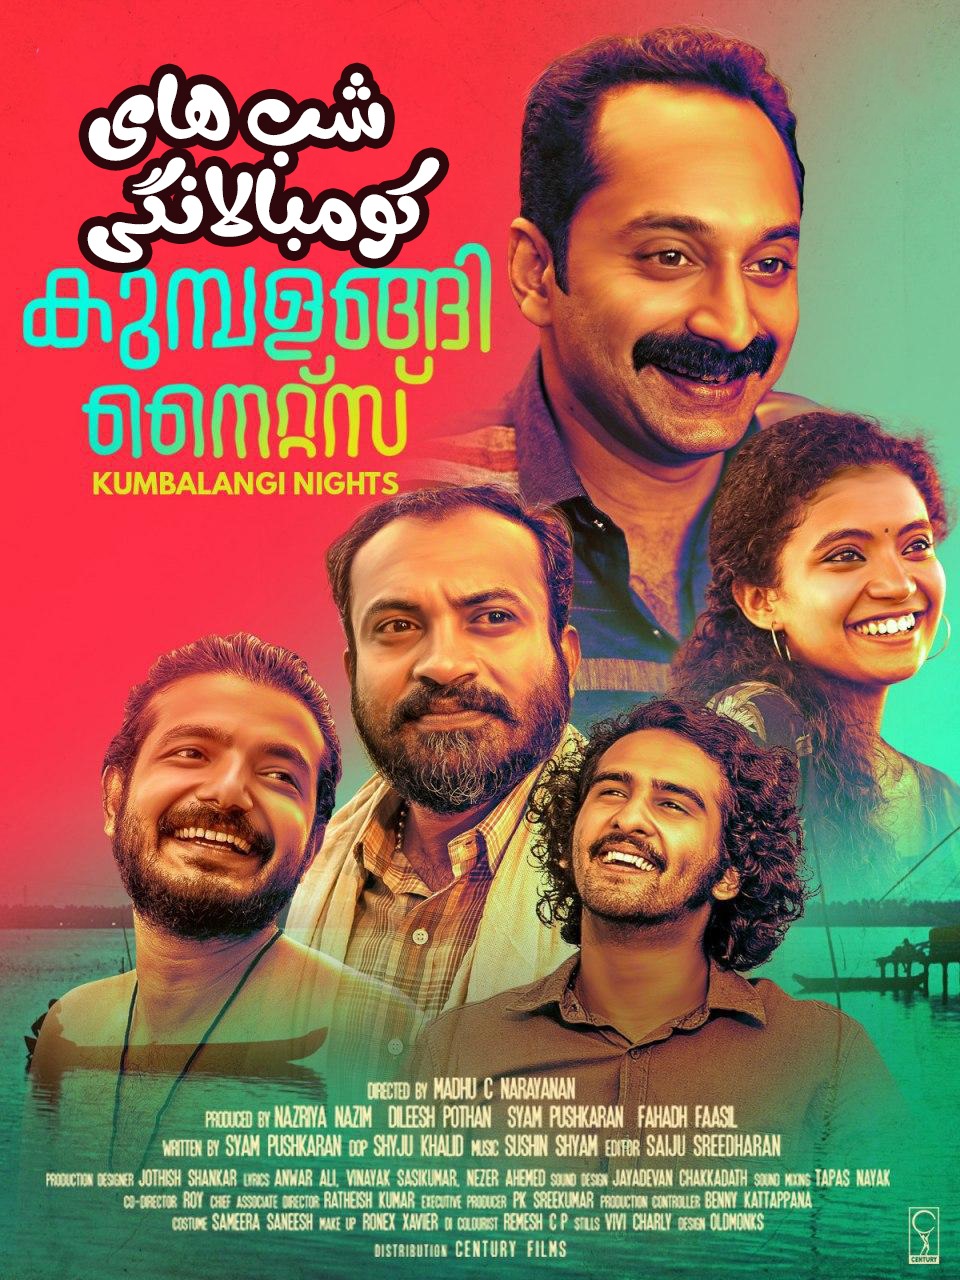 شب های
کومبالانگی
കുമ്പളങ്ങി
നൈറ്റ്സ്
KUMBALANGI NIGHTS
DIRECTED BY MADHU C NARAYANAN
PRODUCED BY NAZRIYA NAZIM DILEESH POTHAN SYAM PUSHKARAN FAHADH FAASIL
WRITTEN BY SYAM PUSHKARAN DOP SHYJU KHALID MUSIC SUSHIN SHYAM EDITOR SAIJU SREEDHARAN
PRODUCTION DESIGNER JOTHISH SHANKAR LYRICS ANWAR ALI, VINAYAK SASIKUMAR, NEZER AHEMED SOUND DESIGN JAYADEVAN CHAKKADATH SOUND MIXING TAPAS NAYAK
CO-DIRECTOR ROY CHIEF ASSOCIATE DIRECTOR RATHEISH KUMAR EXECUTIVE PRODUCER PK SREEKUMAR PRODUCTION CONTROLLER BENNY KATTAPPANA
COSTUME SAMEERA SANEESH MAKE UP RONEX XAVIER DI COLOURIST REMESH C P STILLS VIVI CHARLY DESIGN OLDMONKS
DISTRIBUTION CENTURY FILMS
CENTURY